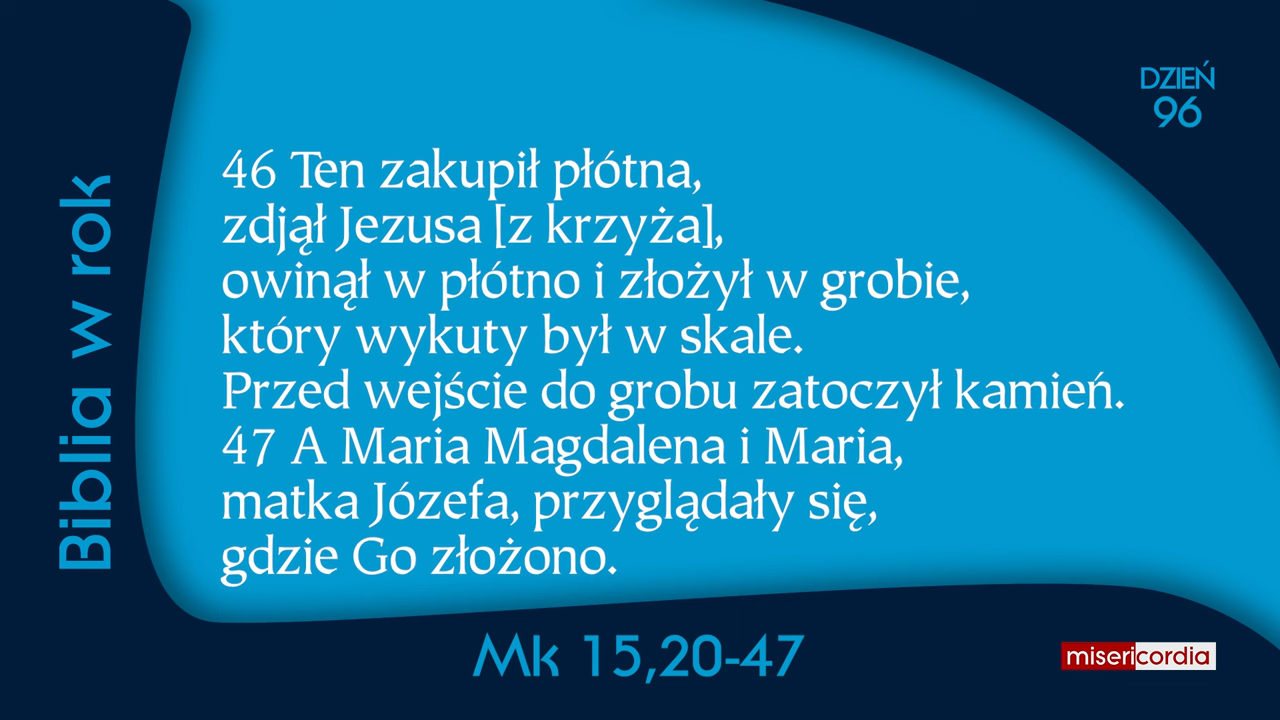 DZIEŃ
96
Biblia w rok
46 Ten zakupił płótna,
zdjął Jezusa [z krzyża],
owinął w płótno i złożył w grobie,
który wykuty był w skale.
Przed wejście do grobu zatoczył kamień.
47 A Maria Magdalena i Maria,
matka Józefa, przyglądały się,
gdzie Go złożono.
Mk 15,20-47
misericordia